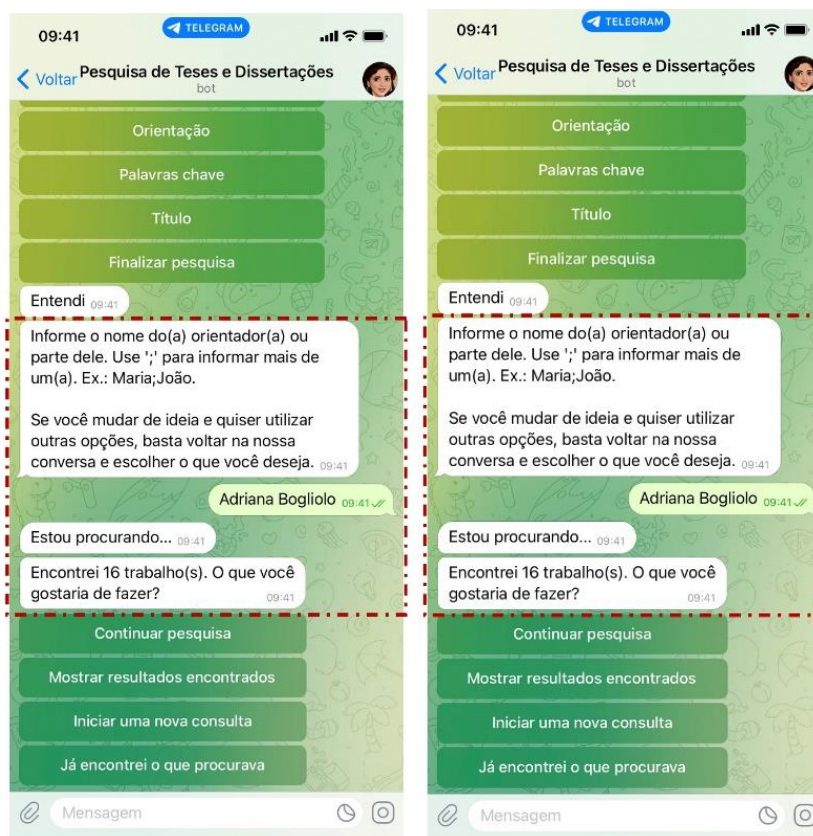 09:41
TELEGRAM
Voltar
Pesquisa de Teses e Dissertações
bot
Orientação
Palavras chave
Título
Finalizar pesquisa
Entendi 09:41
Informe o nome do(a) orientador(a) ou
parte dele. Use ';' para informar mais de
um(a). Ex.: Maria;João.
Se você mudar de ideia e quiser utilizar
outras opções, basta voltar na nossa
conversa e escolher o que você deseja. 09:41
Adriana Bogliolo 09:41
Estou procurando... 09:41
Encontrei 16 trabalho(s). O que você
gostaria de fazer? 09:41
Continuar pesquisa
Mostrar resultados encontrados
Iniciar uma nova consulta
Já encontrei o que procurava
Mensagem
09:41
TELEGRAM
Voltar
Pesquisa de Teses e Dissertações
bot
Orientação
Palavras chave
Título
Finalizar pesquisa
Entendi 09:41
Informe o nome do(a) orientador(a) ou
parte dele. Use ';' para informar mais de
um(a). Ex.: Maria;João.
Se você mudar de ideia e quiser utilizar
outras opções, basta voltar na nossa
conversa e escolher o que você deseja. 09:41
Adriana Bogliolo 09:41
Estou procurando... 09:41
Encontrei 16 trabalho(s). O que você
gostaria de fazer? 09:41
Continuar pesquisa
Mostrar resultados encontrados
Iniciar uma nova consulta
Já encontrei o que procurava
Mensagem